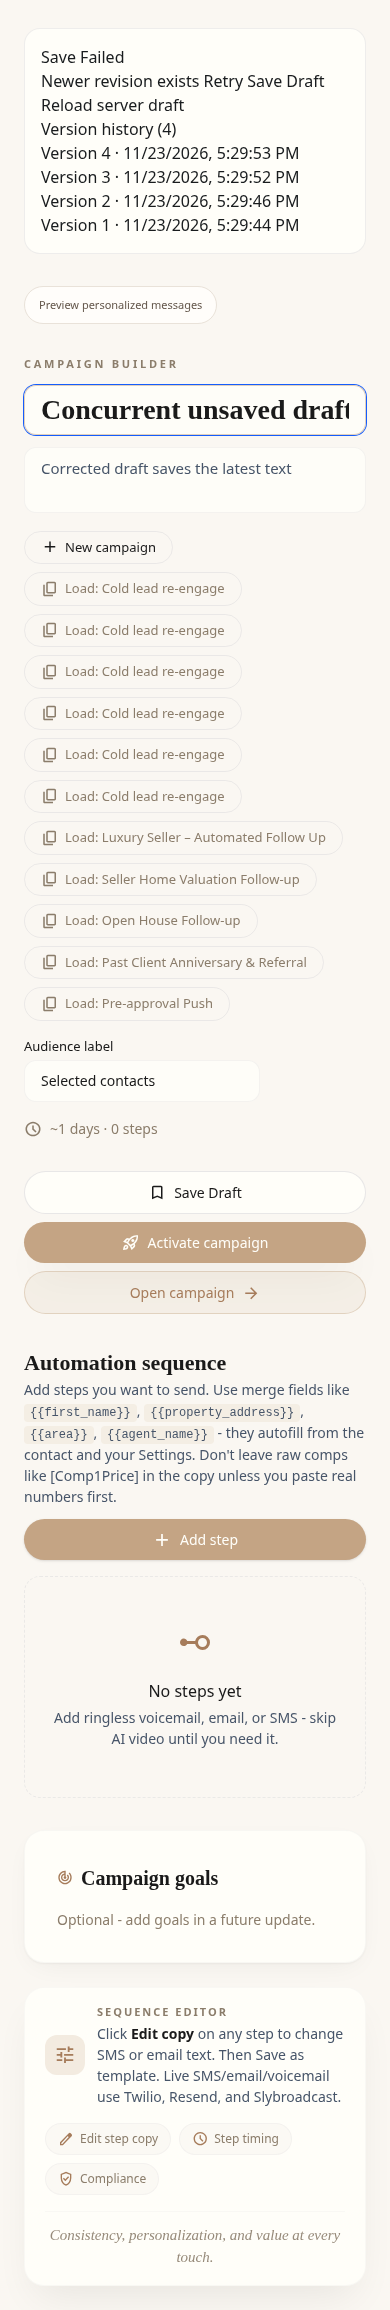 Save Failed
Newer revision exists Retry Save Draft
Reload server draft
Version history (4)
Version 4 · 11/23/2026, 5:29:53 PM
Version 3 · 11/23/2026, 5:29:52 PM
Version 2 · 11/23/2026, 5:29:46 PM
Version 1 · 11/23/2026, 5:29:44 PM
Preview personalized messages
CAMPAIGN BUILDER
Concurrent unsaved draft
Corrected draft saves the latest text
New campaign
Load: Cold lead re-engage
Load: Cold lead re-engage
Load: Cold lead re-engage
Load: Cold lead re-engage
Load: Cold lead re-engage
Load: Cold lead re-engage
Load: Luxury Seller – Automated Follow Up
Load: Seller Home Valuation Follow-up
Load: Open House Follow-up
Load: Past Client Anniversary & Referral
Load: Pre-approval Push
Audience label
Selected contacts
~1 days · 0 steps
Save Draft
Activate campaign
Open campaign
Automation sequence
Add steps you want to send. Use merge fields like
{{first_name}}, {{property_address}},
{{area}}, {{agent_name}} - they autofill from the
contact and your Settings. Don't leave raw comps
like [Comp1Price] in the copy unless you paste real
numbers first.
Add step
No steps yet
Add ringless voicemail, email, or SMS - skip
AI video until you need it.
Campaign goals
Optional - add goals in a future update.
SEQUENCE EDITOR
Click Edit copy on any step to change
SMS or email text. Then Save as
template. Live SMS/email/voicemail
use Twilio, Resend, and Slybroadcast.
Edit step copy
Step timing
Compliance
Consistency, personalization, and value at every
touch.